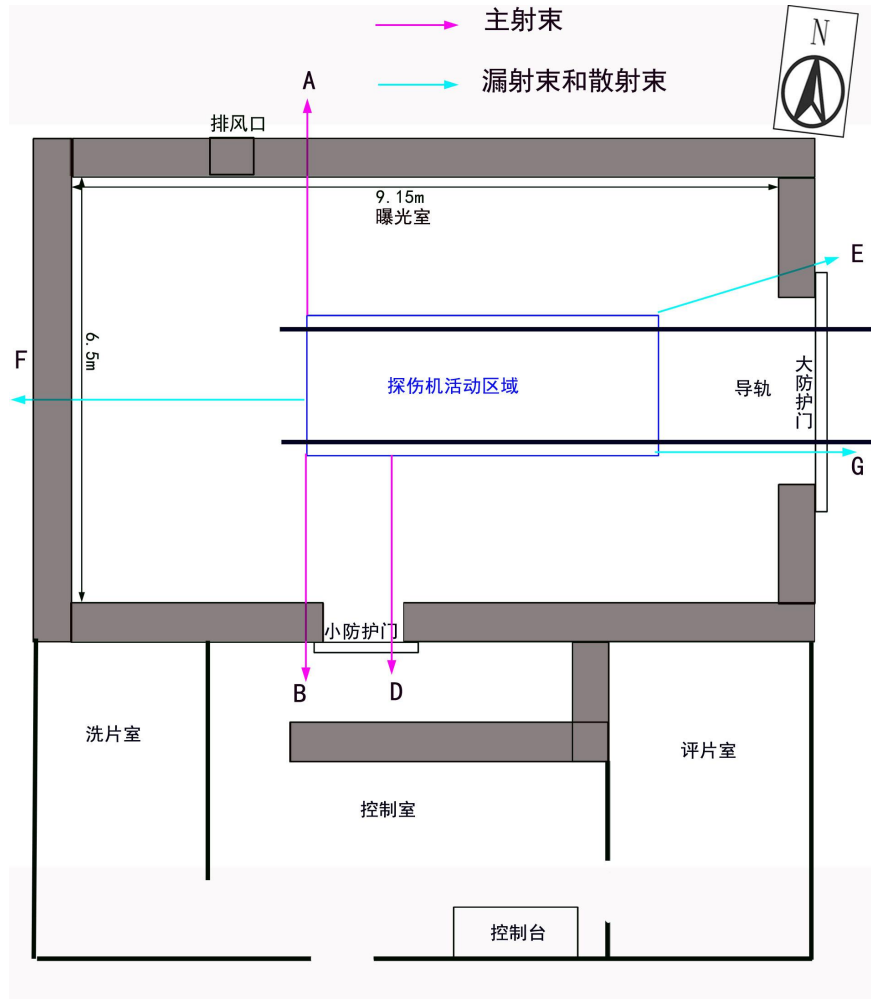 主射束
N
A
漏射束和散射束
排风口
9.15m
曝光室
E
6.5m
F
探伤机活动区域
导轨
大防护门
G
小防护门
B
D
洗片室
评片室
控制室
控制台